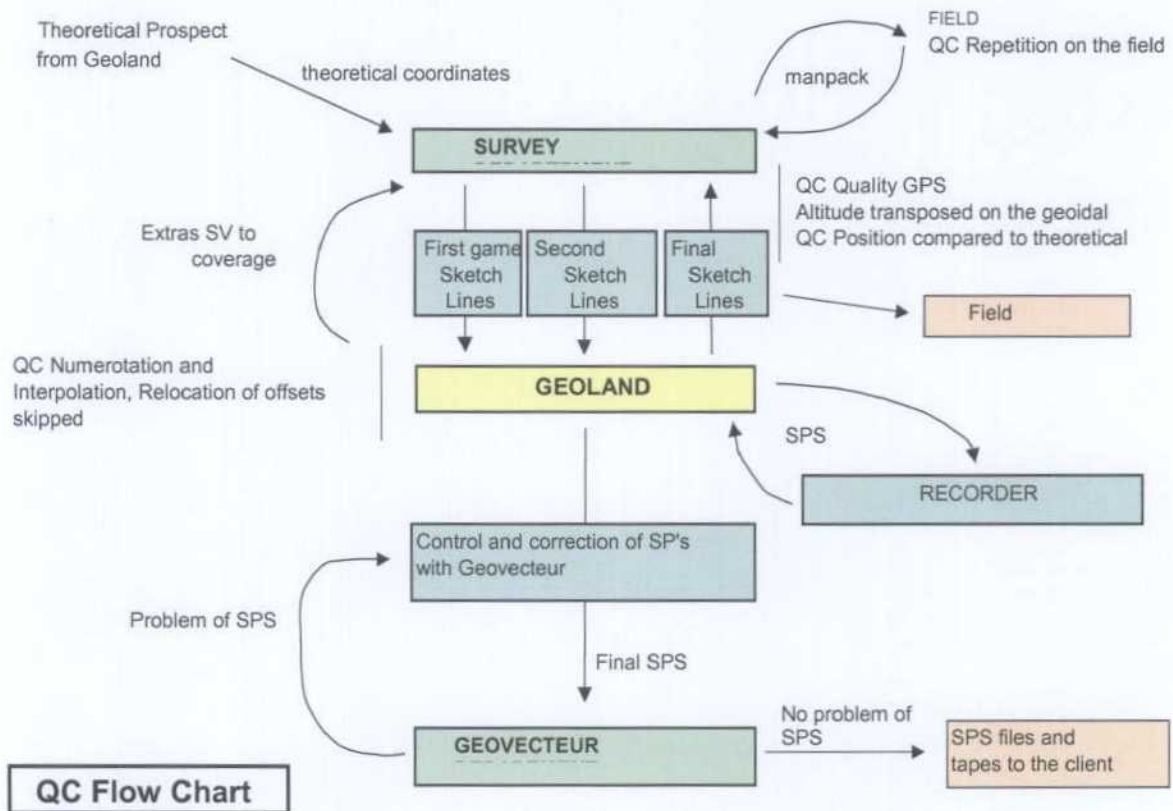 Theoretical Prospect
from Geoland
theoretical coordinates
FIELD
QC Repetition on the field
manpack
SURVEY
QC Quality GPS
Altitude transposed on the geoidal
QC Position compared to theoretical
Extras SV to
coverage
First game
Sketch
Lines
Second
Sketch
Lines
Final
Sketch
Lines
Field
QC Numerotation and
Interpolation, Relocation of offsets
skipped
GEOLAND
SPS
RECORDER
Control and correction of SP's
with Geovecteur
Problem of SPS
Final SPS
No problem of
SPS
GEOVECTEUR
SPS files and
tapes to the client
QC Flow Chart